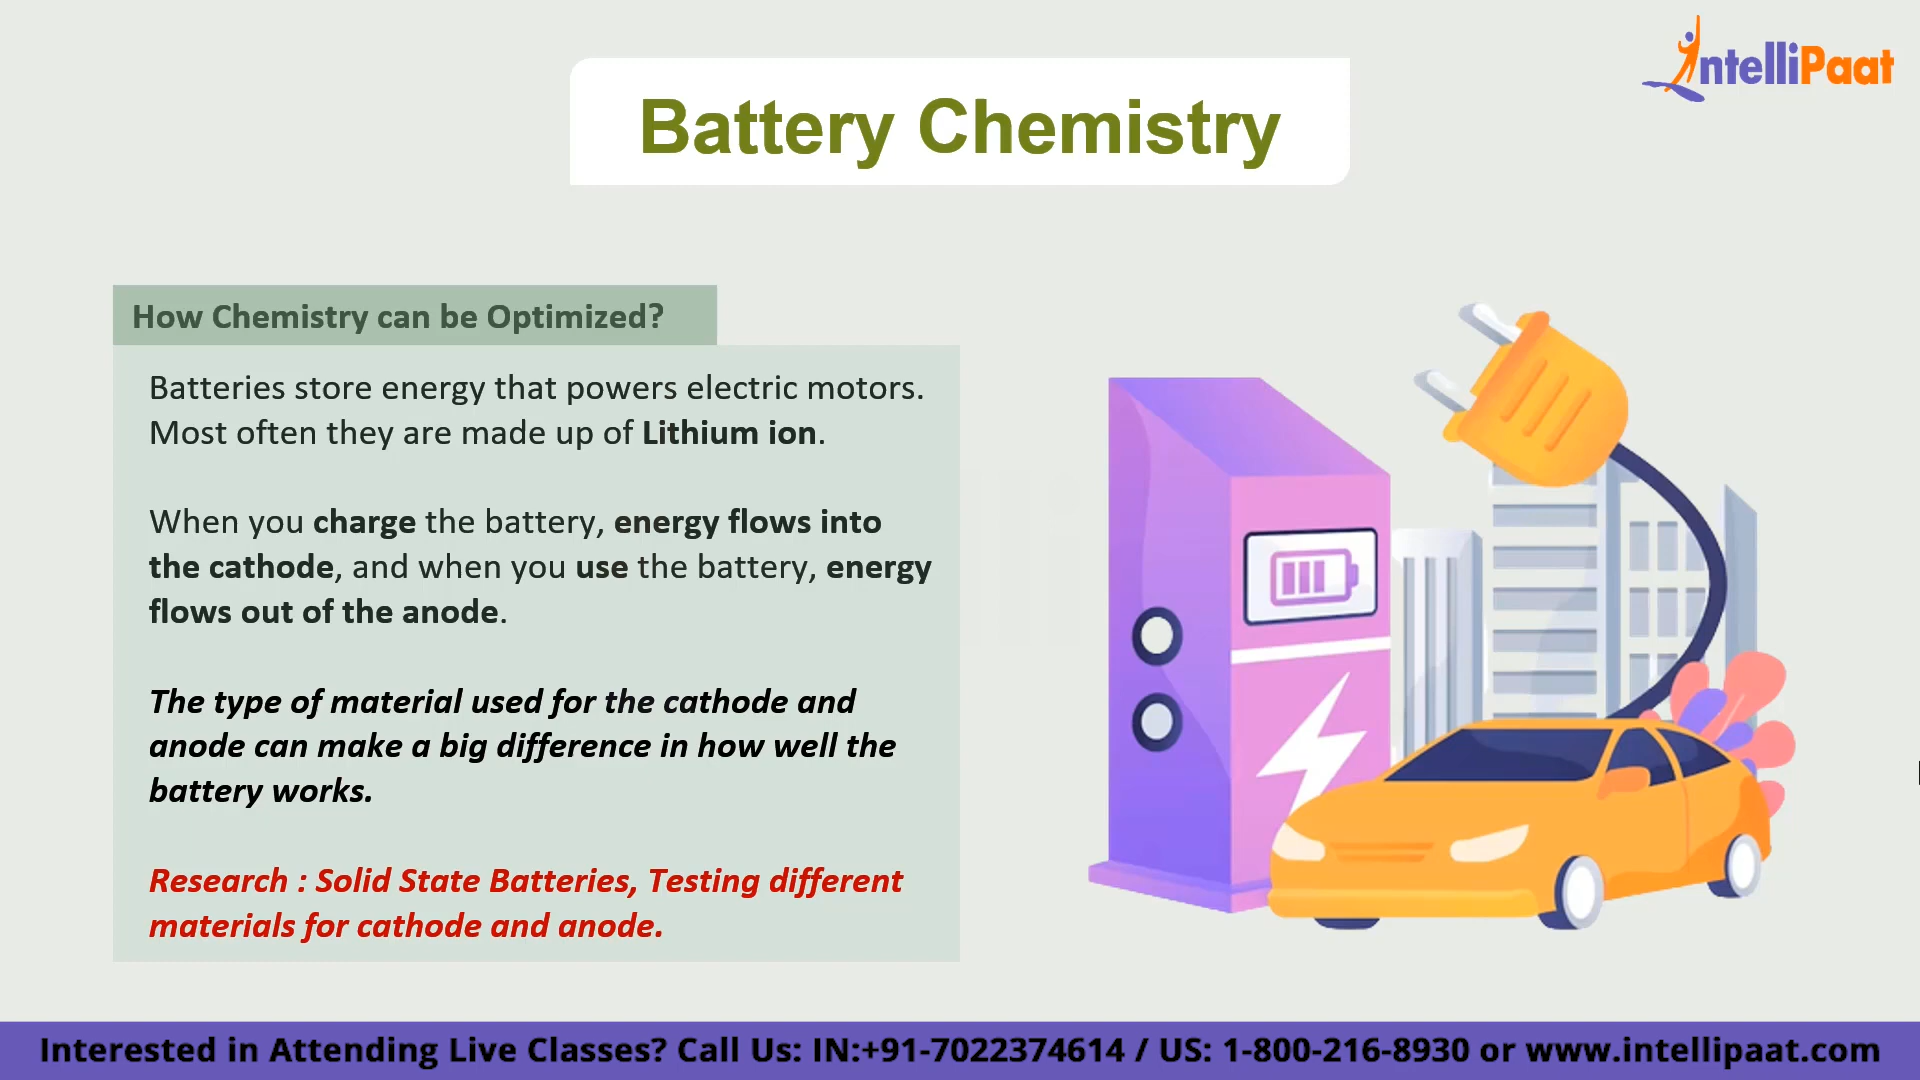 IntelliPaat
Battery Chemistry
How Chemistry can be Optimized?
Batteries store energy that powers electric motors.
Most often they are made up of Lithium ion.
When you charge the battery, energy flows into
the cathode, and when you use the battery, energy
flows out of the anode.
The type of material used for the cathode and
anode can make a big difference in how well the
battery works.
Research : Solid State Batteries, Testing different
materials for cathode and anode.
Interested in Attending Live Classes? Call Us: IN:+91-7022374614 / US: 1-800-216-8930 or www.intellipaat.com